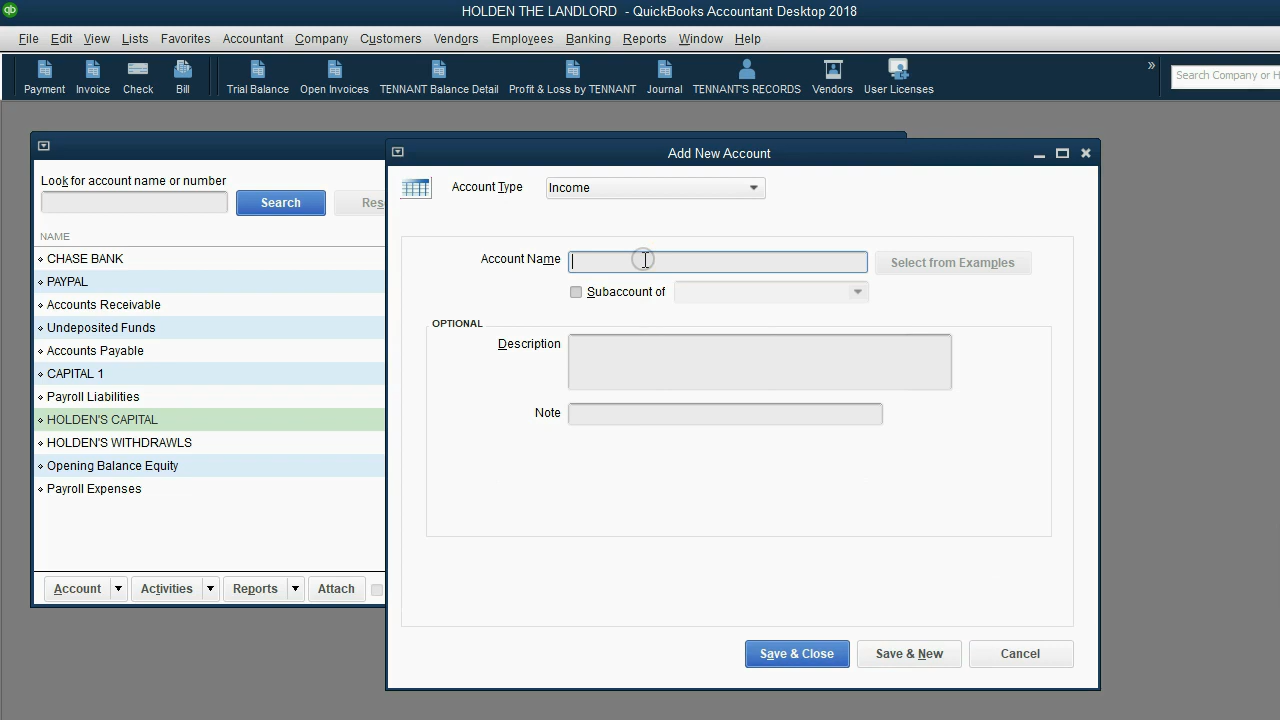 qb
HOLDEN THE LANDLORD - QuickBooks Accountant Desktop 2018
File Edit View Lists Favorites Accountant Company Customers Vendors Employees Banking Reports Window Help
Payment Invoice Check Bill Trial Balance Open Invoices TENNANT Balance Detail Profit & Loss by TENNANT Journal TENNANT'S RECORDS Vendors User Licenses » Search Company or H
Add New Account
Look for account name or number
Search Res
Account Type Income
NAME
CHASE BANK
PAYPAL
Accounts Receivable
Undeposited Funds
Accounts Payable
CAPITAL 1
Payroll Liabilities
HOLDEN'S CAPITAL
HOLDEN'S WITHDRAWLS
Opening Balance Equity
Payroll Expenses
Account Activities Reports Attach
Account Name Select from Examples
Subaccount of
OPTIONAL
Description
Note
Save & Close Save & New Cancel